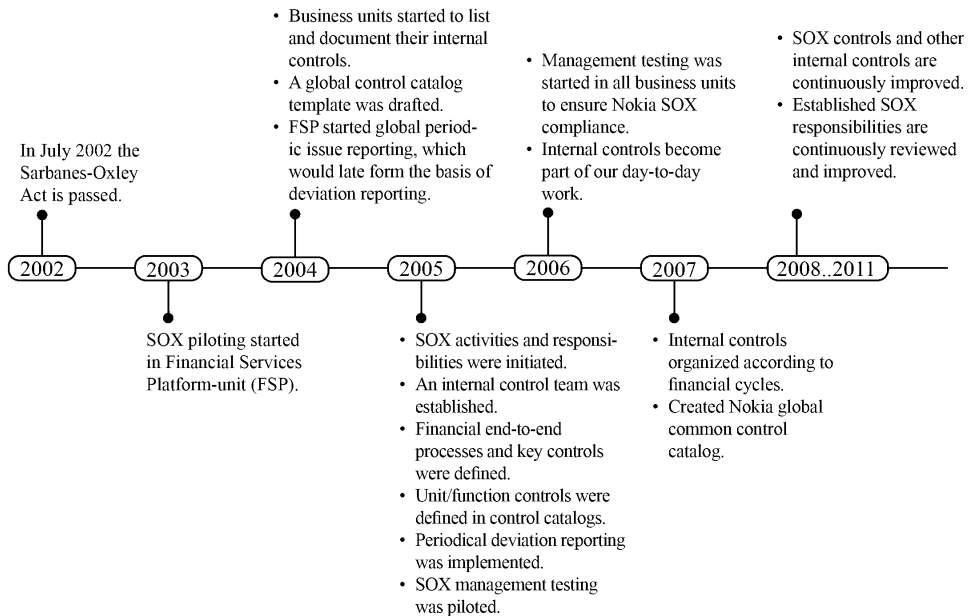 In July 2002 the
Sarbanes-Oxley
Act is passed.
2002
2003
SOX piloting started
in Financial Services
Platform-unit (FSP).
• Business units started to list
and document their internal
controls.
• A global control catalog
template was drafted.
• FSP started global period-
ic issue reporting, which
would late form the basis of
deviation reporting.
2004
2005
• SOX activities and responsi-
bilities were initiated.
• An internal control team was
established.
• Financial end-to-end
processes and key controls
were defined.
• Unit/function controls were
defined in control catalogs.
• Periodical deviation reporting
was implemented.
• SOX management testing
was piloted.
• Management testing was
started in all business units
to ensure Nokia SOX
compliance.
• Internal controls become
part of our day-to-day
work.
2006
2007
• Internal controls
organized according to
financial cycles.
• Created Nokia global
common control
catalog.
• SOX controls and other
internal controls are
continuously improved.
• Established SOX
responsibilities are
continuously reviewed
and improved.
2008..2011